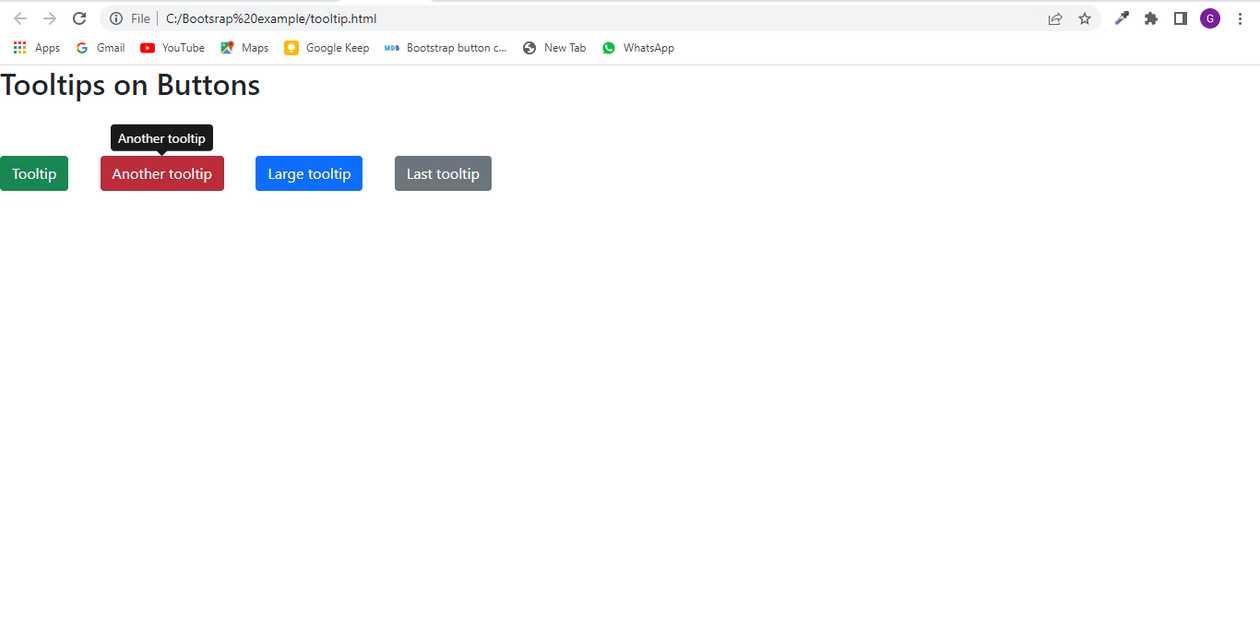 File C:/Bootsrap%20example/tooltip.html G
Apps Gmail YouTube Maps Google Keep MDB Bootstrap button c... New Tab WhatsApp
Tooltips on Buttons
Another tooltip
Tooltip Another tooltip Large tooltip Last tooltip